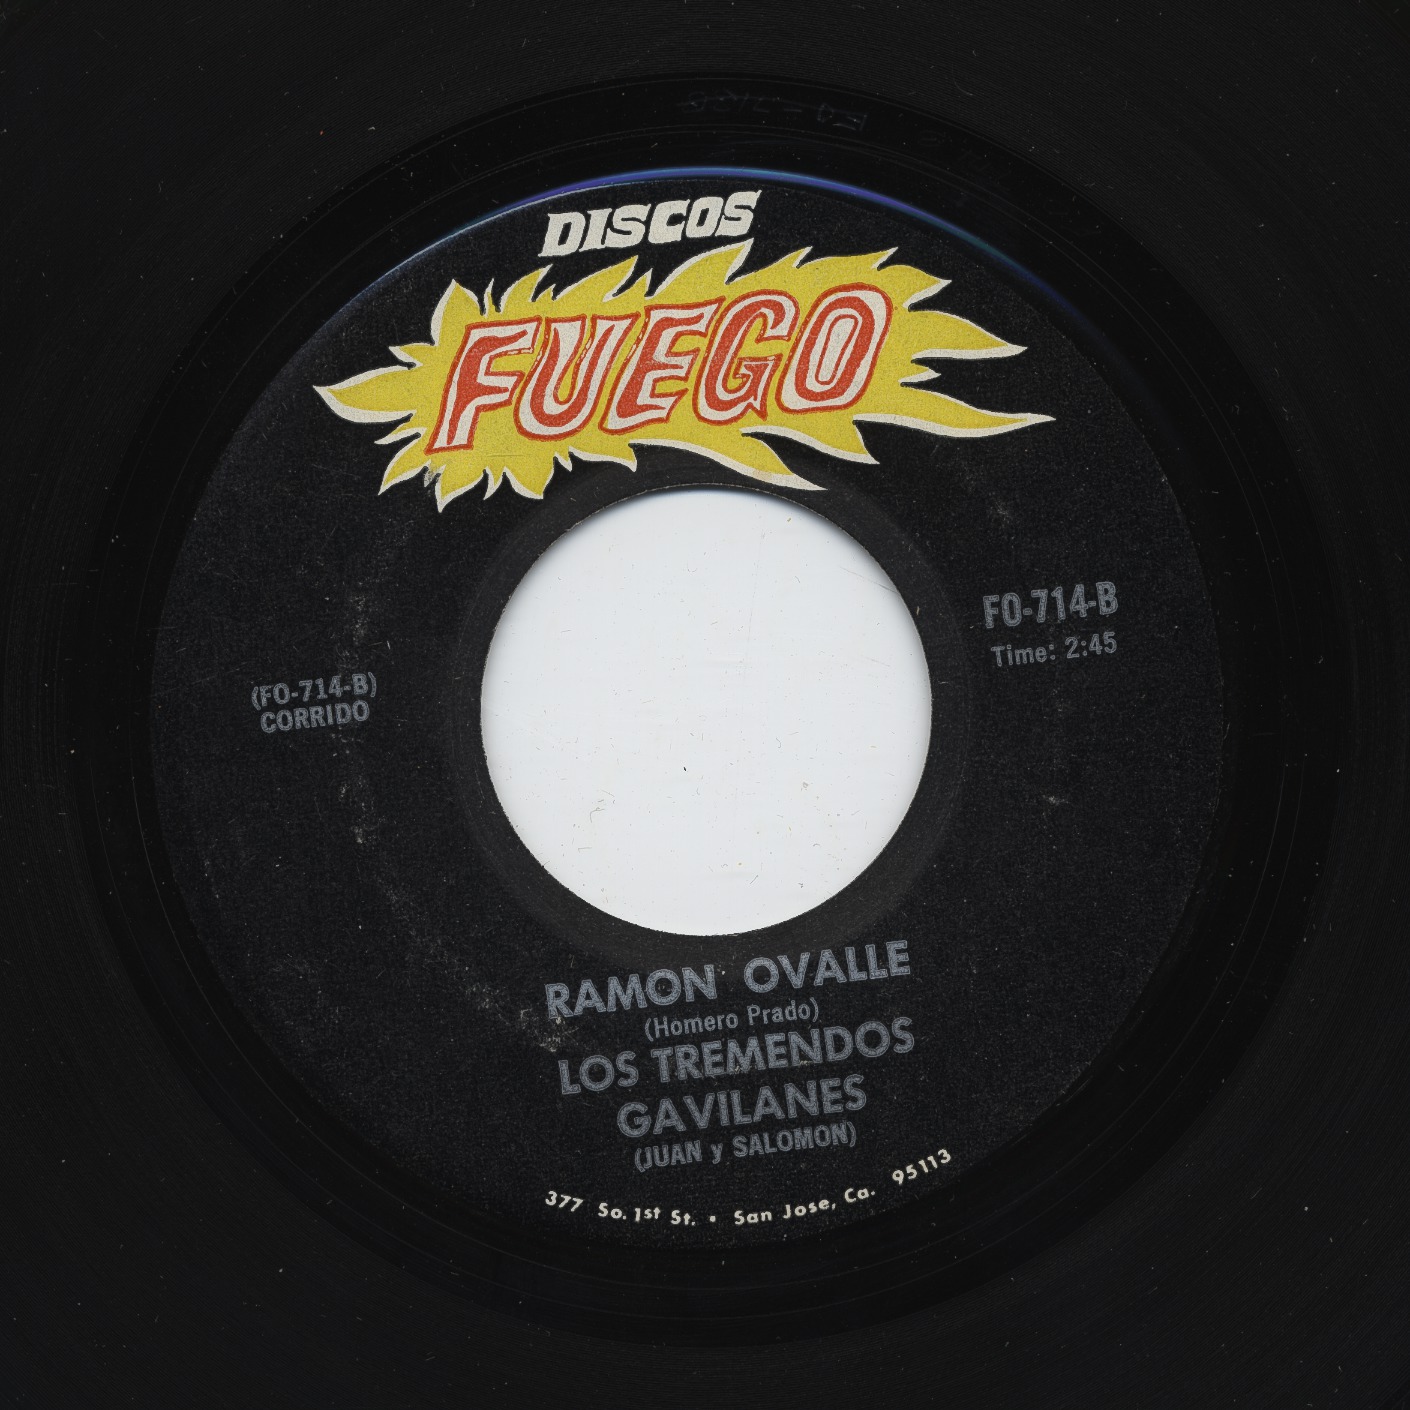 DISCOS
FUEGO
FO-714-B
Time: 2:45
(FO-714-B)
CORRIDO
RAMON OVALLE
(Homero Prado)
LOS TREMENDOS
GAVILANES
(JUAN y SALOMON)
377 So. 1st St. • San Jose, Ca. 95113